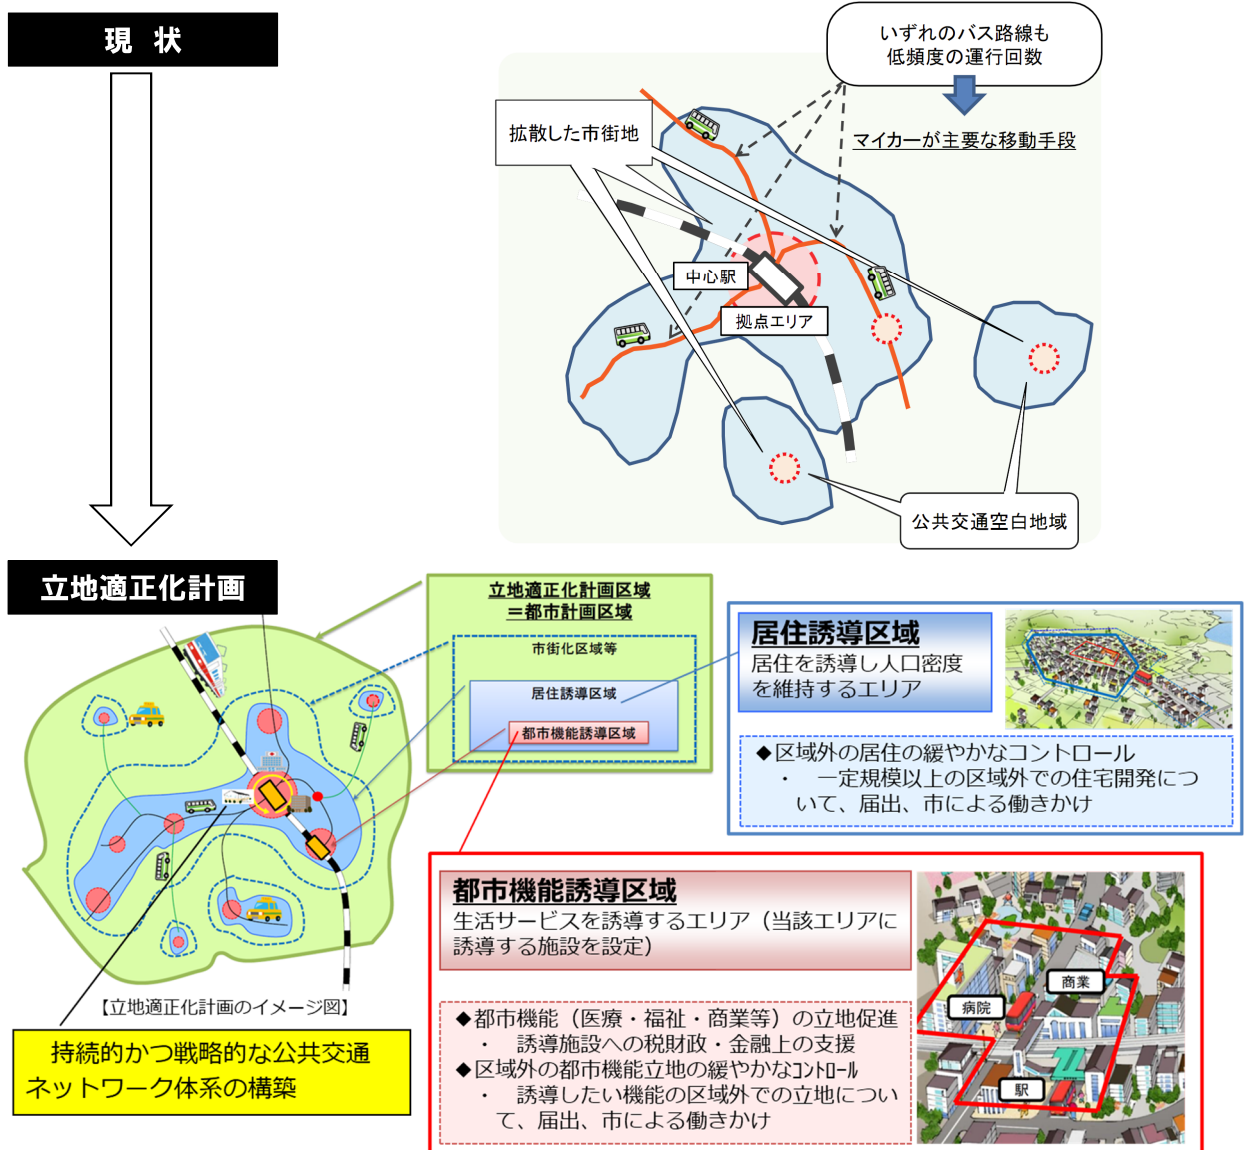 現 状
いずれのバス路線も
低頻度の運行回数
マイカーが主要な移動手段
拡散した市街地
中心駅
拠点エリア
公共交通空白地域
立地適正化計画
立地適正化計画区域
＝都市計画区域
市街化区域等
居住誘導区域
都市機能誘導区域
居住誘導区域
居住を誘導し人口密度
を維持するエリア
◆区域外の居住の緩やかなコントロール
・ 一定規模以上の区域外での住宅開発につ
いて、届出、市による働きかけ
【立地適正化計画のイメージ図】
持続的かつ戦略的な公共交通
ネットワーク体系の構築
都市機能誘導区域
生活サービスを誘導するエリア（当該エリアに
誘導する施設を設定）
◆都市機能（医療・福祉・商業等）の立地促進
・ 誘導施設への税財政・金融上の支援
◆区域外の都市機能立地の緩やかなｺﾝﾄﾛｰﾙ
・ 誘導したい機能の区域外での立地につい
て、届出、市による働きかけ
商業
病院
駅